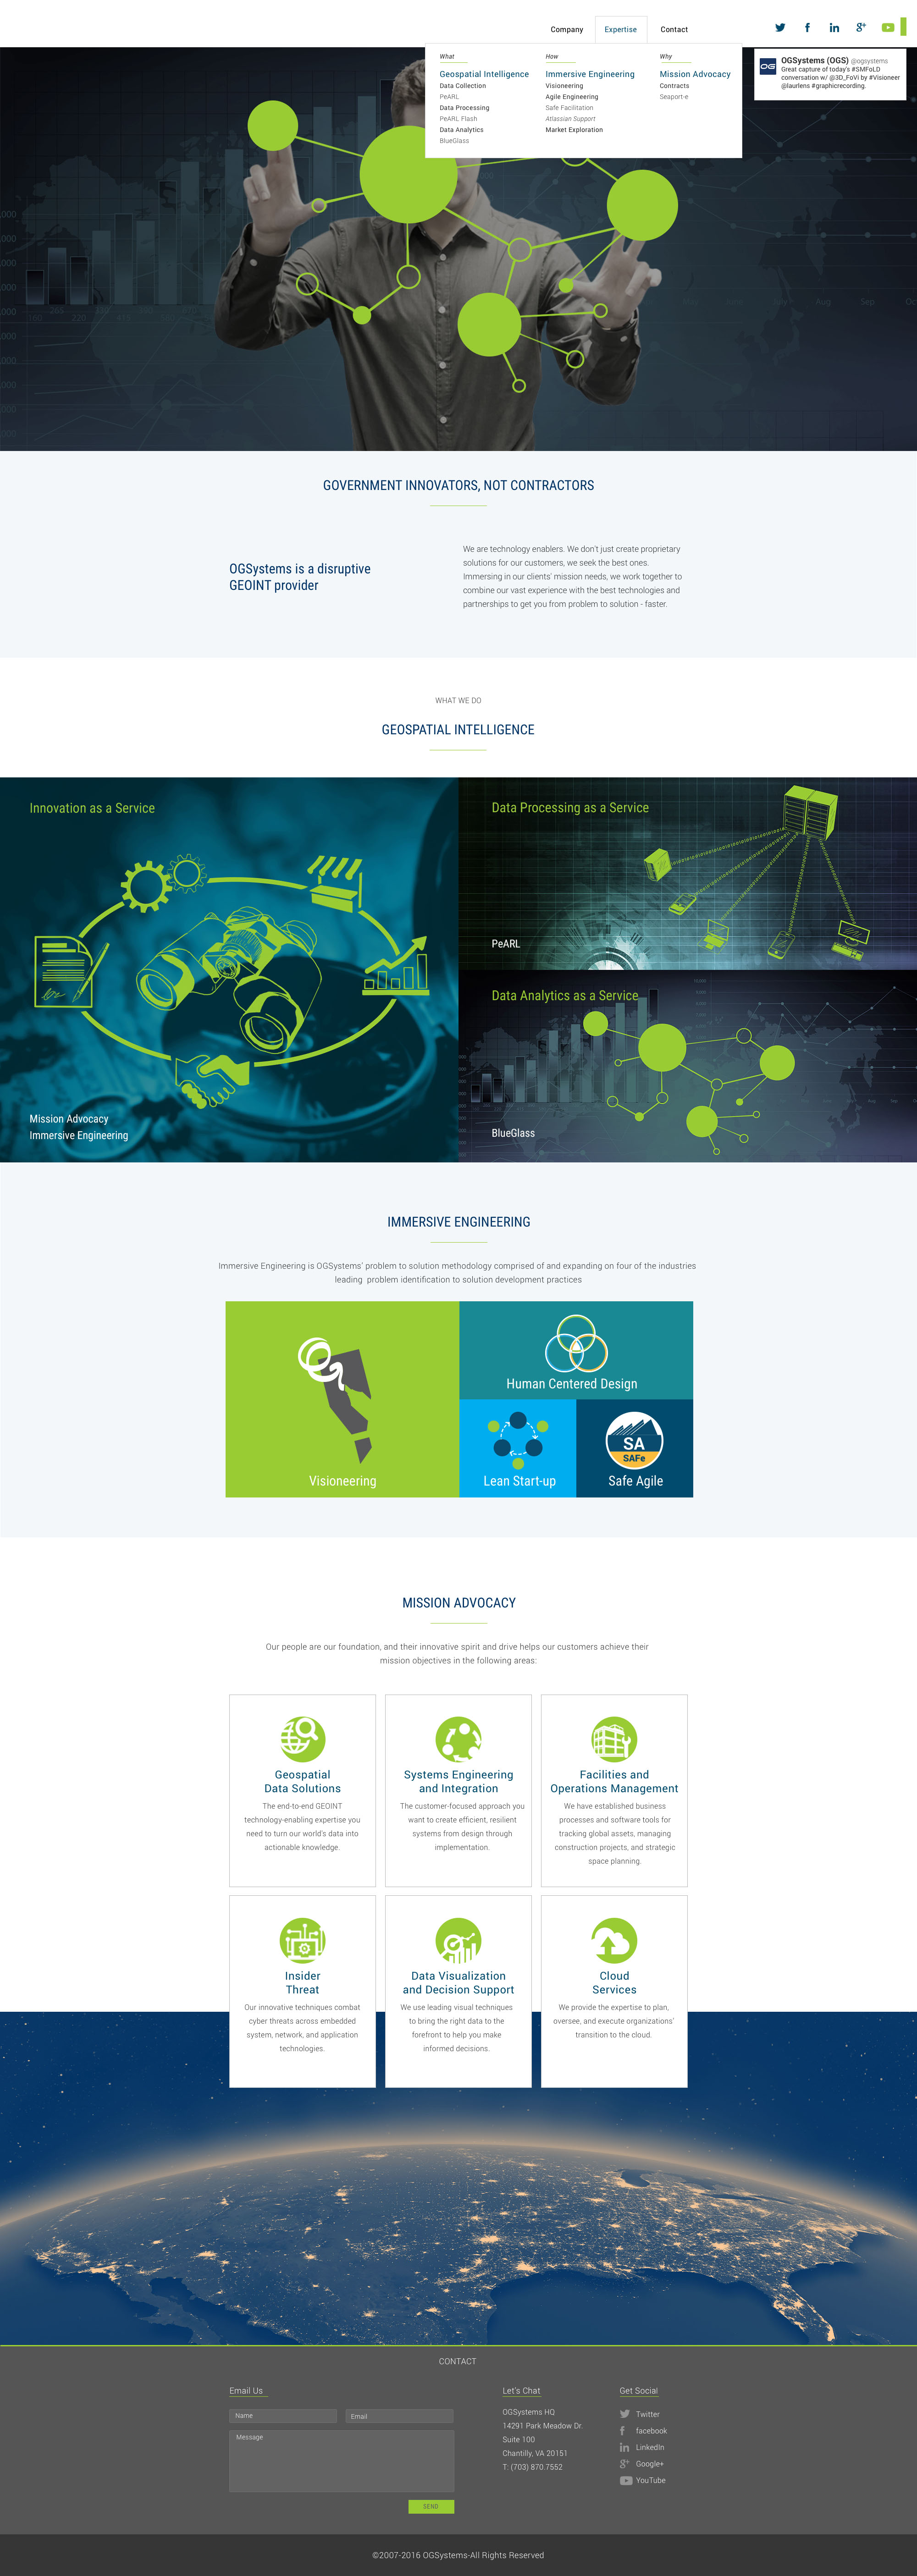 Company
Expertise
Contact
What
Geospatial Intelligence
Data Collection
PeARL
Data Processing
PeARL Flash
Data Analytics
BlueGlass
How
Immersive Engineering
Visioneering
Agile Engineering
Safe Facilitation
Atlassian Support
Market Exploration
Why
Mission Advocacy
Contracts
Seaport-e
OG
OGSystems (OGS) @ogsystems
Great capture of today's #SMFoLD
conversation w/ @3D_FoVi by #Visioneer
@laurlens #graphicrecording.
Aug
Sep
GOVERNMENT INNOVATORS, NOT CONTRACTORS
OGSystems is a disruptive
GEOINT provider
We are technology enablers. We don't just create proprietary
solutions for our customers, we seek the best ones.
Immersing in our clients' mission needs, we work together to
combine our vast experience with the best technologies and
partnerships to get you from problem to solution - faster.
WHAT WE DO
GEOSPATIAL INTELLIGENCE
Innovation as a Service
Mission Advocacy
Immersive Engineering
Data Processing as a Service
PeARL
Data Analytics as a Service
BlueGlass
IMMERSIVE ENGINEERING
Immersive Engineering is OGSystems' problem to solution methodology comprised of and expanding on four of the industries
leading problem identification to solution development practices
Visioneering
Human Centered Design
Lean Start-up
SA
SAFe
Safe Agile
MISSION ADVOCACY
Our people are our foundation, and their innovative spirit and drive helps our customers achieve their
mission objectives in the following areas:
Geospatial
Data Solutions
The end-to-end GEOINT
technology-enabling expertise you
need to turn our world's data into
actionable knowledge.
Systems Engineering
and Integration
The customer-focused approach you
want to create efficient, resilient
systems from design through
implementation.
Facilities and
Operations Management
We have established business
processes and software tools for
tracking global assets, managing
construction projects, and strategic
space planning.
Insider
Threat
Our innovative techniques combat
cyber threats across embedded
system, network, and application
technologies.
Data Visualization
and Decision Support
We use leading visual techniques
to bring the right data to the
forefront to help you make
informed decisions.
Cloud
Services
We provide the expertise to plan,
oversee, and execute organizations'
transition to the cloud.
CONTACT
Email Us
Name
Email
Message
SEND
Let's Chat
OGSystems HQ
14291 Park Meadow Dr.
Suite 100
Chantilly, VA 20151
T: (703) 870.7552
Get Social
Twitter
facebook
LinkedIn
Google+
YouTube
©2007-2016 OGSystems-All Rights Reserved